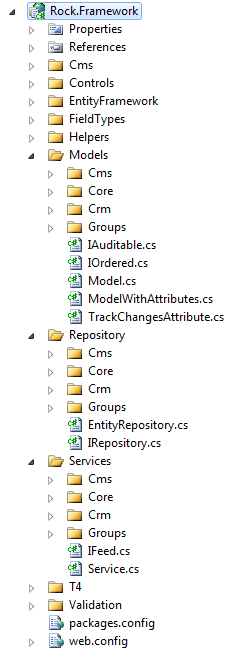 Rock.Framework
Properties
References
Cms
Controls
EntityFramework
FieldTypes
Helpers
Models
Cms
Core
Crm
Groups
IAuditable.cs
IOrdered.cs
Model.cs
ModelWithAttributes.cs
TrackChangesAttribute.cs
Repository
Cms
Core
Crm
Groups
EntityRepository.cs
IRepository.cs
Services
Cms
Core
Crm
Groups
IFeed.cs
Service.cs
T4
Validation
packages.config
web.config